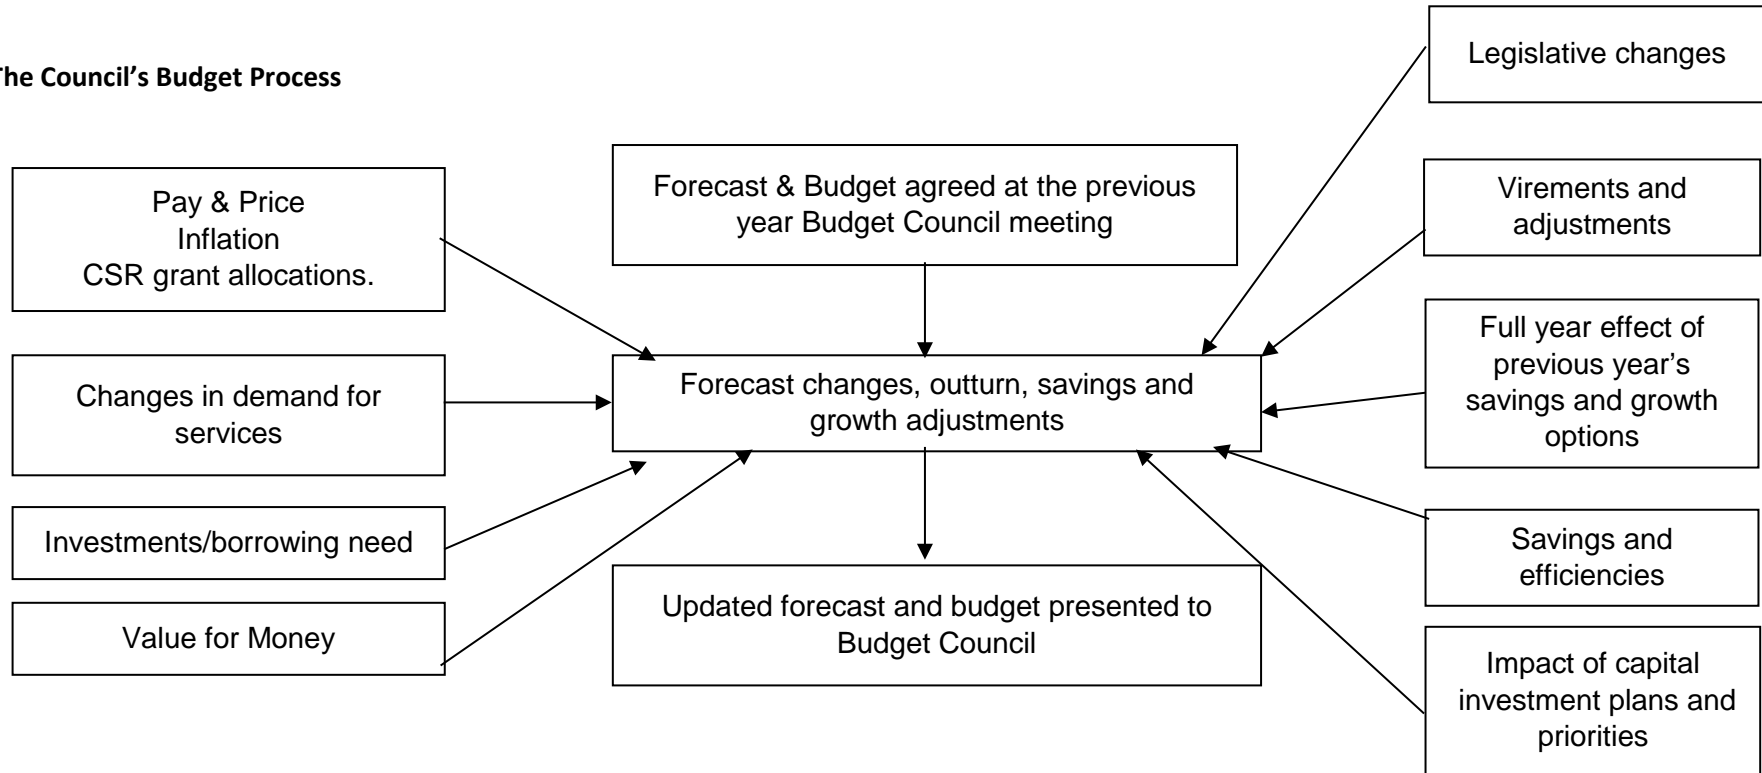 The Council’s Budget Process
Legislative changes
Pay & Price
Inflation
CSR grant allocations.
Forecast & Budget agreed at the previous
year Budget Council meeting
Virements and
adjustments
Changes in demand for
services
Forecast changes, outturn, savings and
growth adjustments
Full year effect of
previous year’s
savings and growth
options
Investments/borrowing need
Savings and
efficiencies
Value for Money
Updated forecast and budget presented to
Budget Council
Impact of capital
investment plans and
priorities